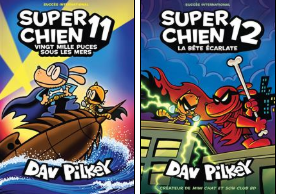 SUCCÈS INTERNATIONAL
SUPER
CHIEN 11
VINGT MILLE PUCES
SOUS LES MERS
DAV PILKEY
SUCCÈS INTERNATIONAL
SUPER
CHIEN 12
LA BÊTE ÉCARLATE
DAV PILKEY
CRÉATEUR DE MINI CHAT ET SON CLUB BD